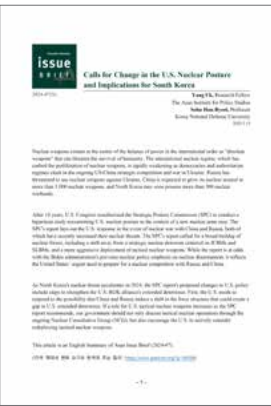 issue
BRIEF
Calls for Change in the U.S. Nuclear Posture
and Implications for South Korea
Yang Uk, Research Fellow
The Asan Institute for Policy Studies
Sohn Han-Byeol, Professor
Korea National Defense University
Nuclear weapons remain at the center of the balance of power in the international order as "absolute
weapons" that can threaten the survival of humanity. The international nuclear regime, which has
curbed the proliferation of nuclear weapons, is rapidly weakening as democracies and authoritarian
regimes clash in the ongoing US-China strategic competition and war in Ukraine. Russia has
threatened to use nuclear weapons against Ukraine, China is expected to grow its nuclear arsenal to
more than 1,000 nuclear weapons, and North Korea may soon possess more than 300 nuclear
warheads.
After 15 years, U.S. Congress reauthorized the Strategic Posture Commission (SPC) to conduct a
bipartisan study reexamining U.S. nuclear posture in the context of a new nuclear arms race. The
SPC's report lays out the U.S. response in the event of nuclear war with China and Russia, both of
which have recently increased their nuclear threats. The SPC's report called for a broad building of
nuclear forces, including a shift away from a strategic nuclear deterrent centered on ICBMs and
SLBMs, and a more aggressive deployment of tactical nuclear weapons. While the report is at odds
with the Biden administration's previous nuclear policy emphasis on nuclear disarmament, it reflects
the United States' urgent need to prepare for a nuclear competition with Russia and China.
As North Korea's nuclear threat accelerates in 2024, the SPC report's proposed changes in U.S. policy
include steps to strengthen the U.S.-ROK alliance's extended deterrence. First, the U.S. needs to
respond to the possibility that China and Russia induce a shift in the force structure that could create a
gap in U.S. extended deterrence. If a role for U.S. tactical nuclear weapons increases as the SPC
report recommends, our government should not only discuss tactical nuclear operations through the
ongoing Nuclear Consultative Group (NCG), but also encourage the U.S. to actively consider
redeploying tactical nuclear weapons.
This article is an English Summary of Asan Issue Brief
- 1 -